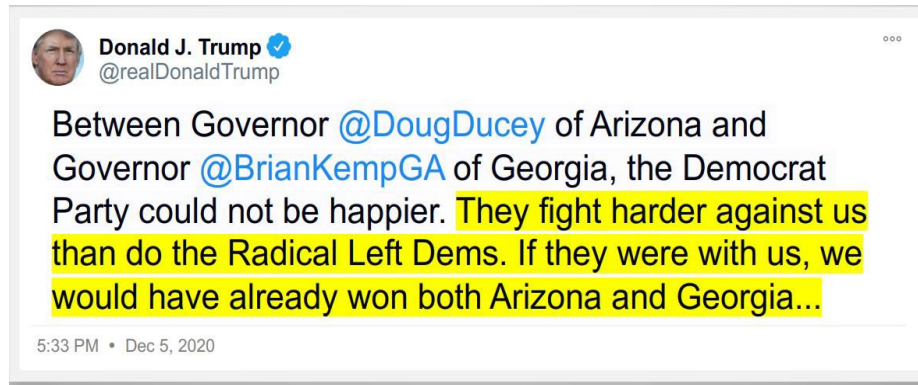 Donald J. Trump
@realDonaldTrump
Between Governor @DougDucey of Arizona and
Governor @BrianKempGA of Georgia, the Democrat
Party could not be happier. They fight harder against us
than do the Radical Left Dems. If they were with us, we
would have already won both Arizona and Georgia...
5:33 PM • Dec 5, 2020